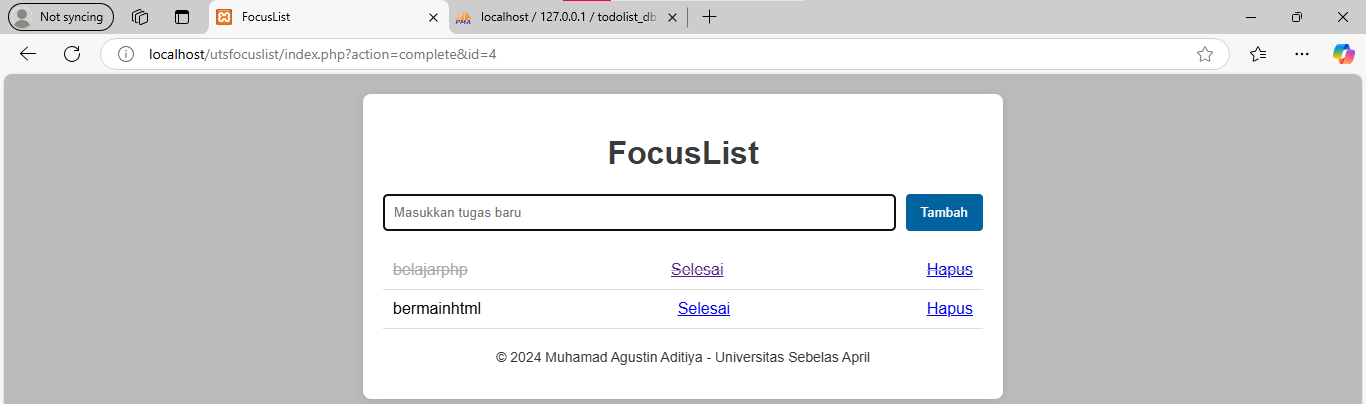 Not syncing
FocusList
PMA
localhost / 127.0.0.1 / todolist_db
localhost/utsfocuslist/index.php?action=complete&id=4
FocusList
Masukkan tugas baru
Tambah
belajarphp Selesai Hapus
bermainhtml Selesai Hapus
© 2024 Muhamad Agustin Aditiya - Universitas Sebelas April